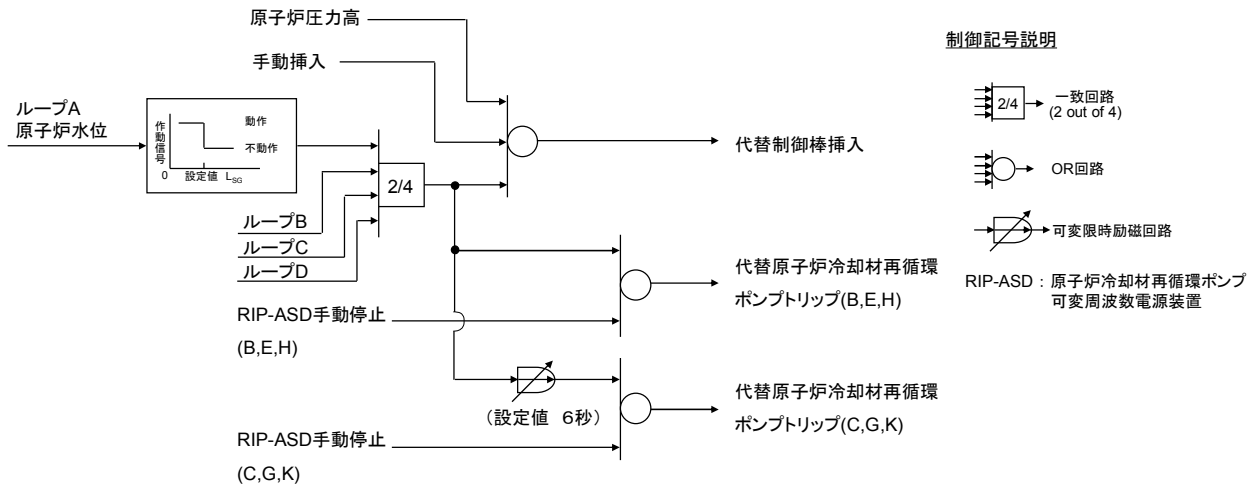 原子炉圧力高
手動挿入
ループA
原子炉水位
作動信号
動作
不動作
0 設定値 LSG
ループB
ループC
ループD
2/4
代替制御棒挿入
代替原子炉冷却材再循環
ポンプトリップ(B,E,H)
RIP-ASD手動停止
(B,E,H)
(設定値 6秒)
代替原子炉冷却材再循環
ポンプトリップ(C,G,K)
RIP-ASD手動停止
(C,G,K)
制御記号説明
2/4
一致回路
(2 out of 4)
OR回路
可変限時励磁回路
RIP-ASD : 原子炉冷却材再循環ポンプ
可変周波数電源装置